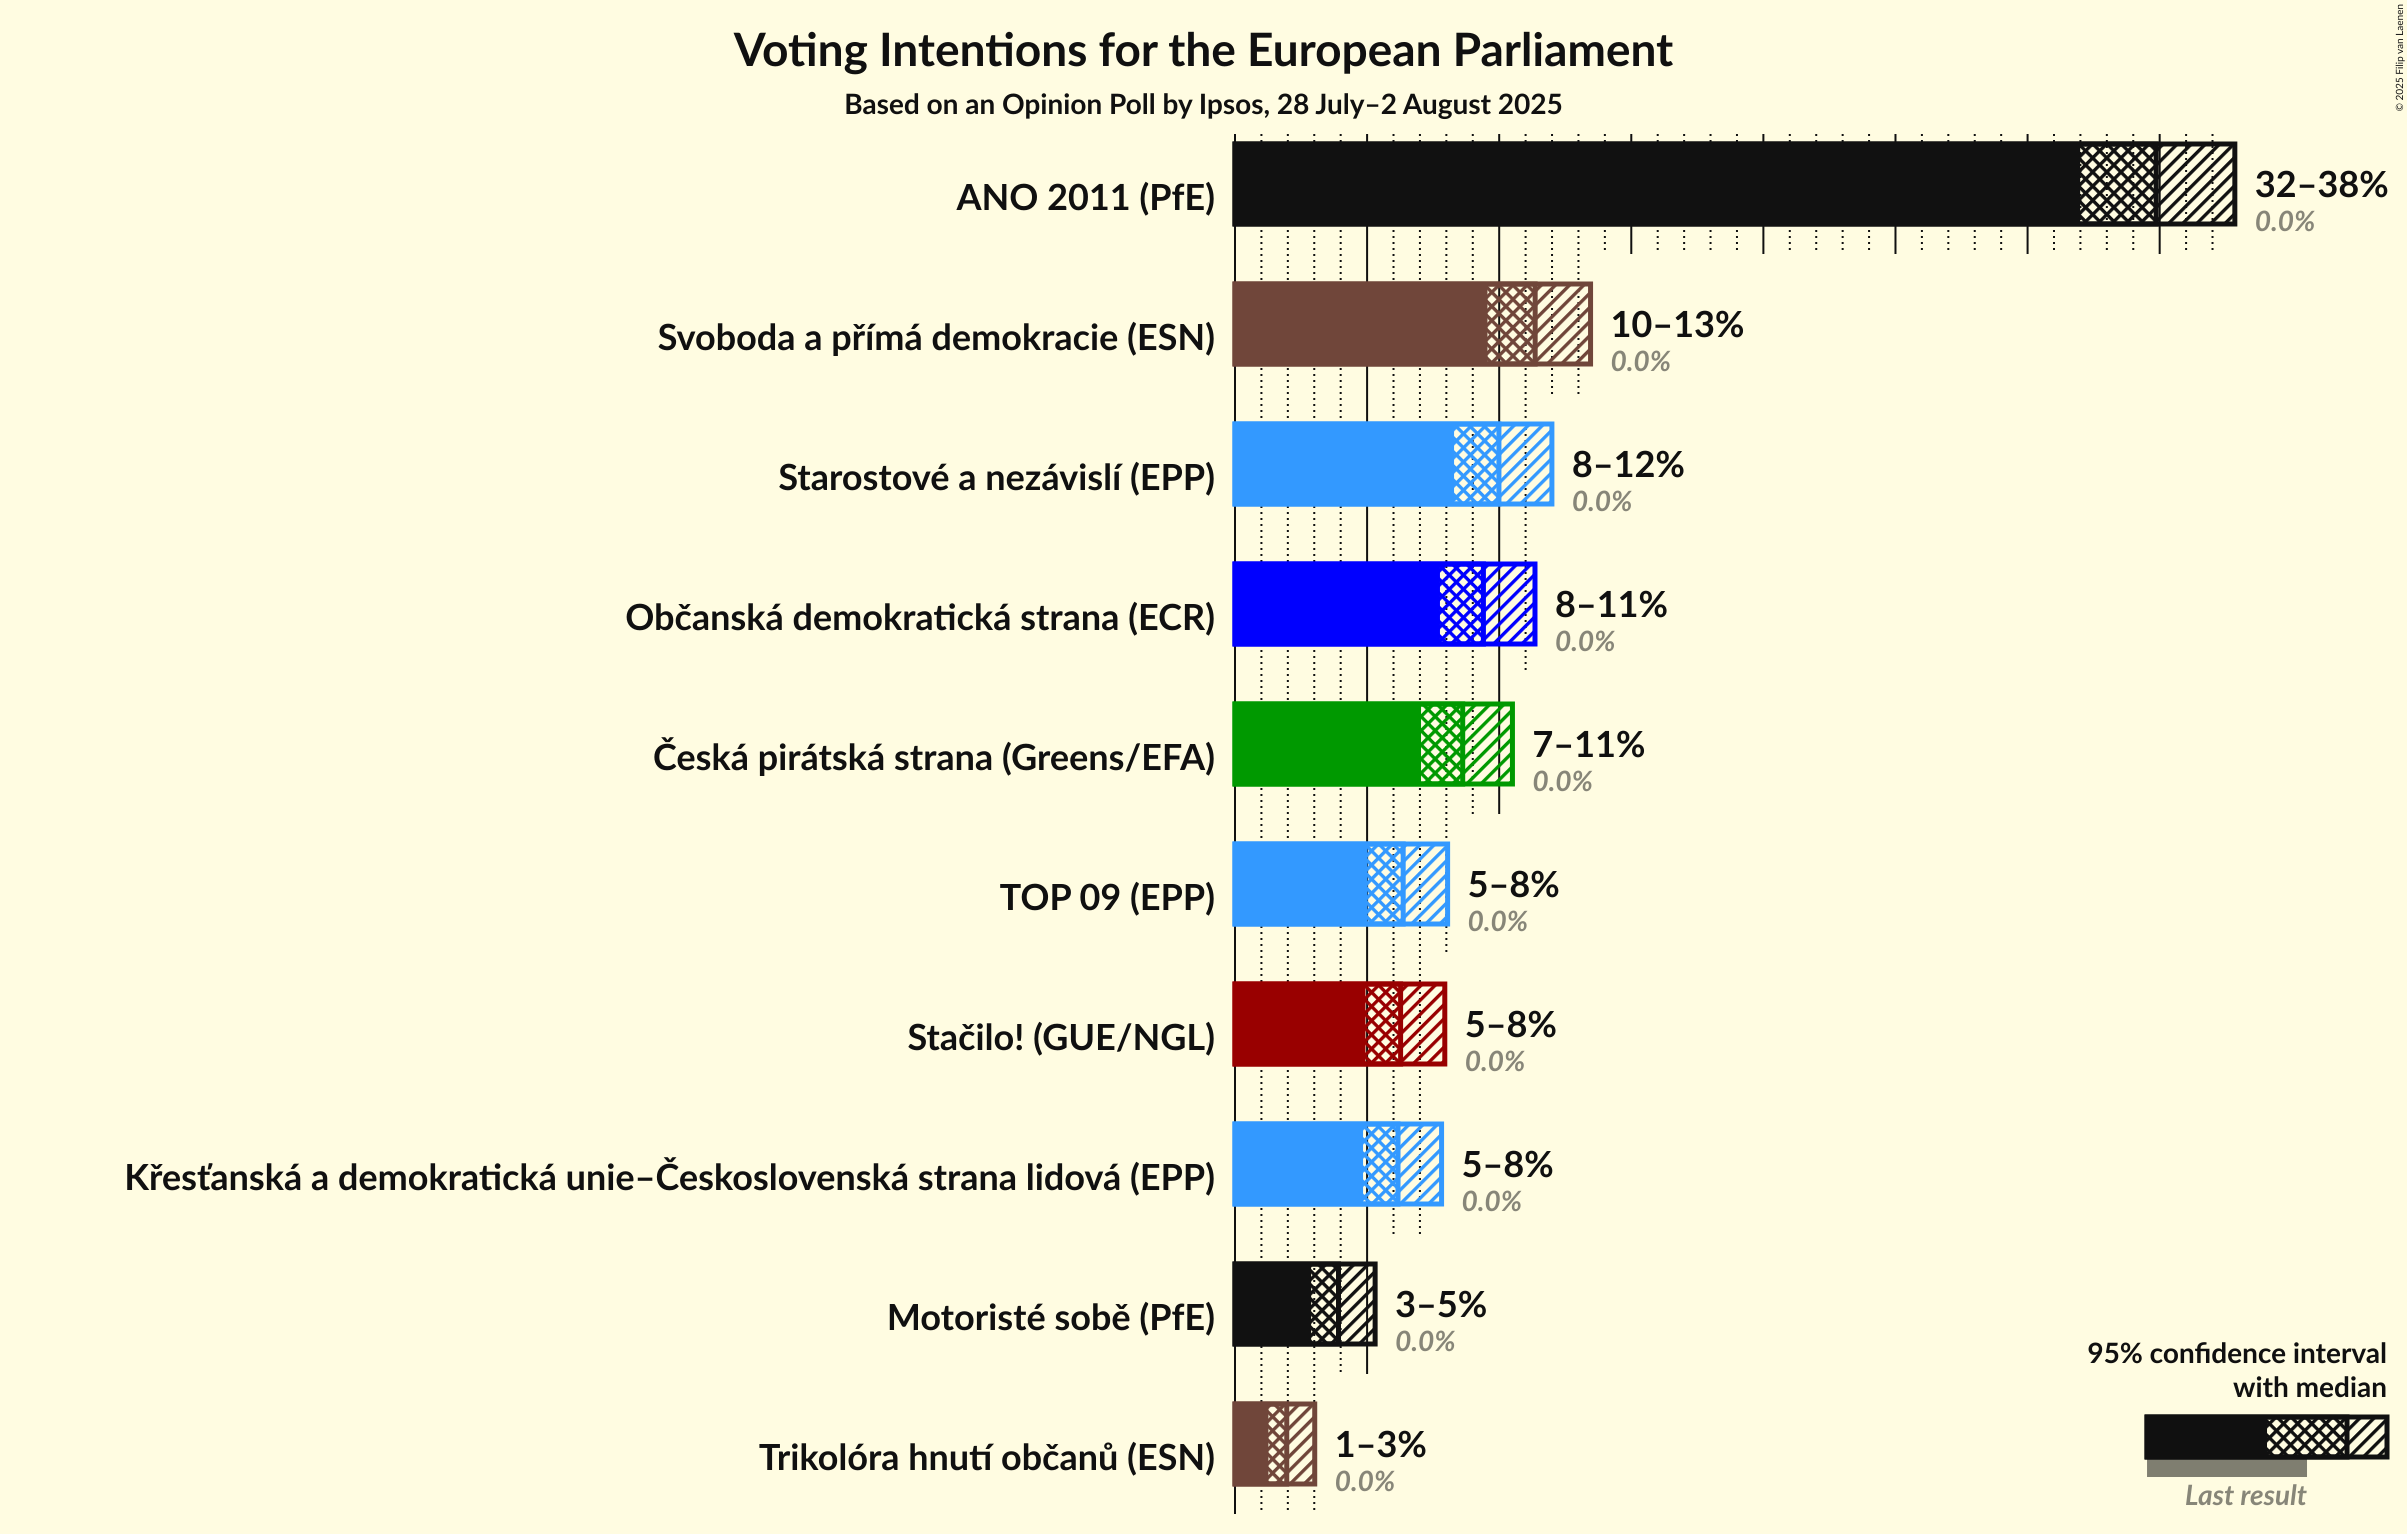 Voting Intentions for the European Parliament
Based on an Opinion Poll by Ipsos, 28 July–2 August 2025
© 2025 Filip van Laenen
ANO 2011 (PfE)
32–38%
0.0%
Svoboda a přímá demokracie (ESN)
10–13%
0.0%
Starostové a nezávislí (EPP)
8–12%
0.0%
Občanská demokratická strana (ECR)
8–11%
0.0%
Česká pirátská strana (Greens/EFA)
7–11%
0.0%
TOP 09 (EPP)
5–8%
0.0%
Stačilo! (GUE/NGL)
5–8%
0.0%
Křesťanská a demokratická unie–Československá strana lidová (EPP)
5–8%
0.0%
Motoristé sobě (PfE)
3–5%
0.0%
Trikolóra hnutí občanů (ESN)
1–3%
0.0%
95% confidence interval
with median
Last result